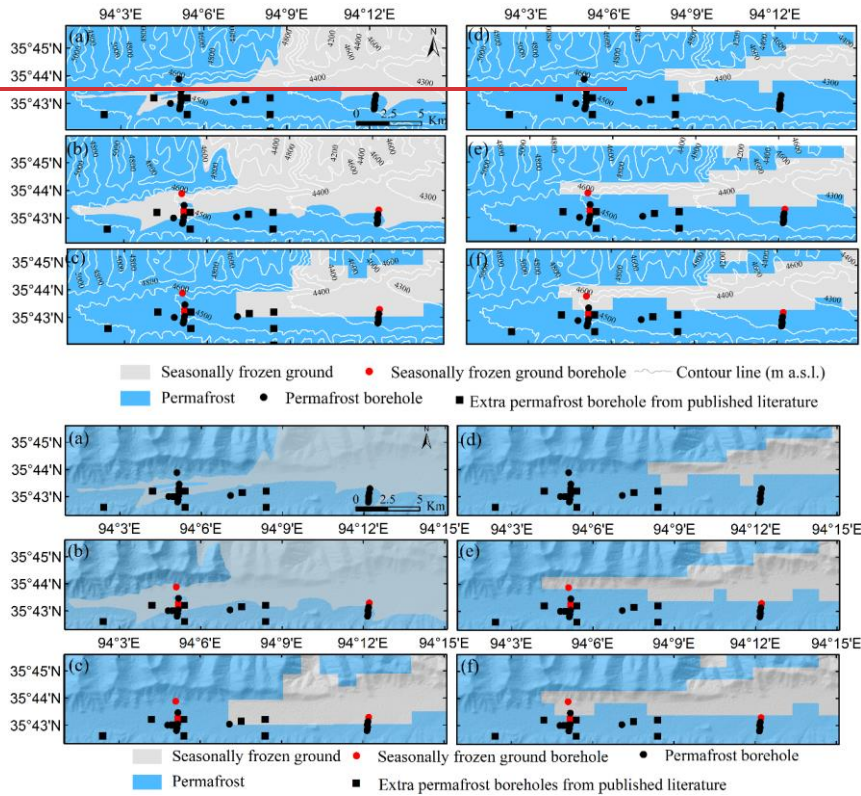 94°3'E 94°6'E 94°9'E 94°12'E 94°3'E 94°6'E 94°9'E 94°12'E
35°45'N (a) 4800 4200 4600 (d)
35°44'N 4600 4400 4300
35°43'N 4500 0 2.5 5 Km
35°45'N (b) (e)
35°44'N 4600 4400 4300
35°43'N 4500
35°45'N (c) (f)
35°44'N 4600 4400 4300
35°43'N 4500
Seasonally frozen ground Seasonally frozen ground borehole Contour line (m a.s.l.)
Permafrost Permafrost borehole Extra permafrost borehole from published literature
35°45'N (a) (d)
35°44'N
35°43'N 0 2.5 5 Km
94°3'E 94°6'E 94°9'E 94°12'E 94°15'E 94°3'E 94°6'E 94°9'E 94°12'E 94°15'E
35°45'N (b) (e)
35°44'N
35°43'N
94°3'E 94°6'E 94°9'E 94°12'E 94°15'E 94°3'E 94°6'E 94°9'E 94°12'E 94°15'E
35°45'N (c) (f)
35°44'N
35°43'N
Seasonally frozen ground Seasonally frozen ground borehole Permafrost borehole
Permafrost Extra permafrost boreholes from published literature